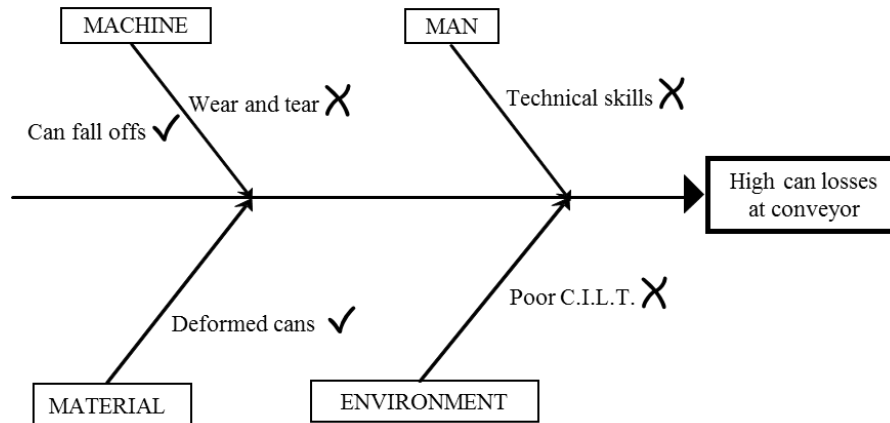 MACHINE
MAN
Wear and tear
Can fall offs
Technical skills
High can losses
at conveyor
Poor C.I.L.T.
Deformed cans
MATERIAL
ENVIRONMENT